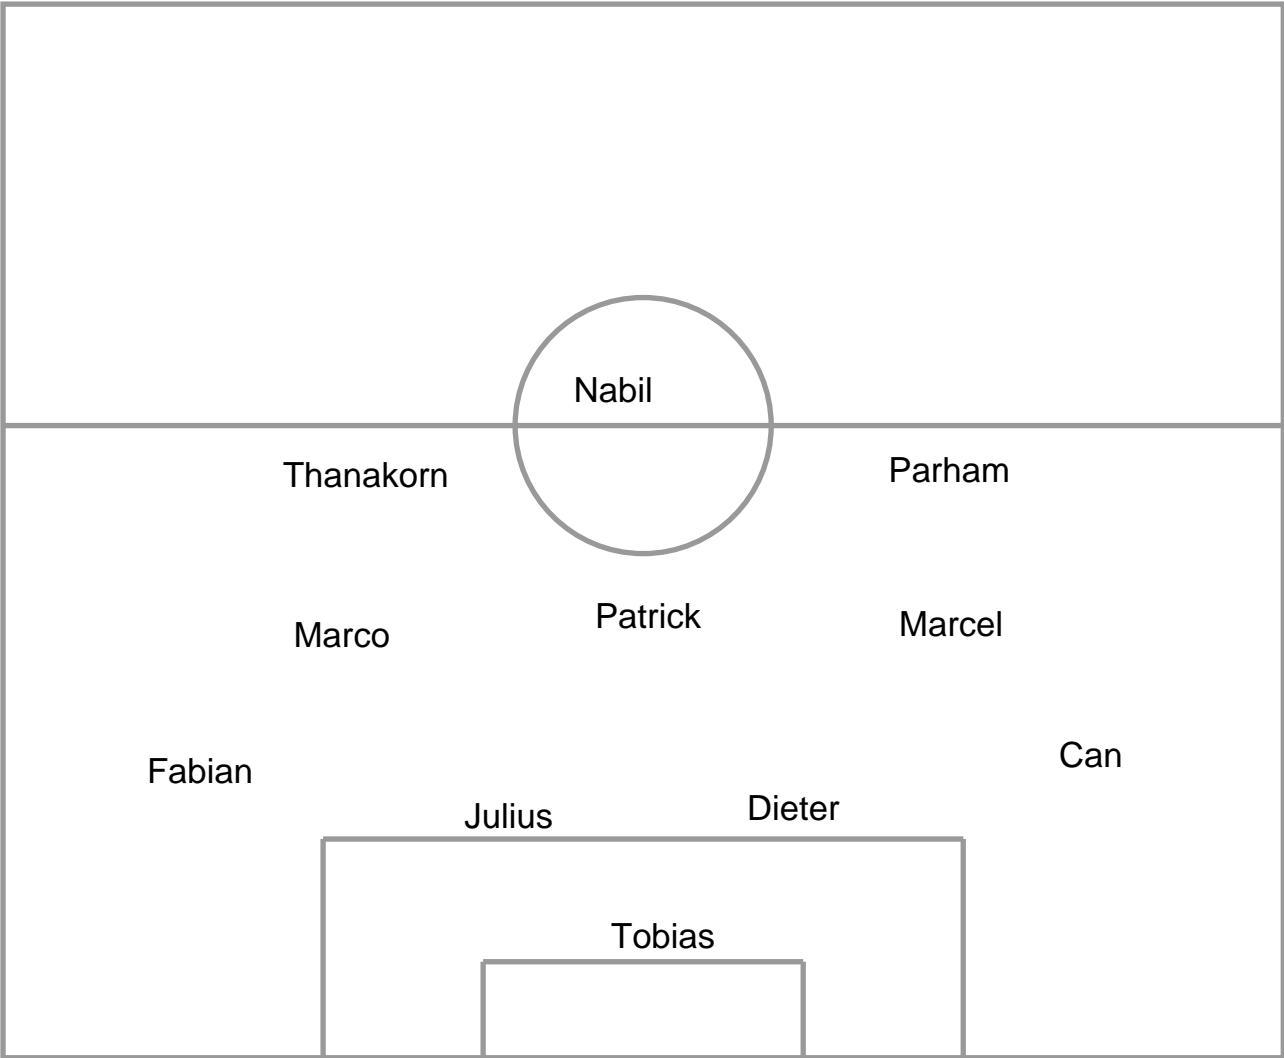 Nabil
Thanakorn
Parham
Marco
Patrick
Marcel
Fabian
Can
Julius
Dieter
Tobias